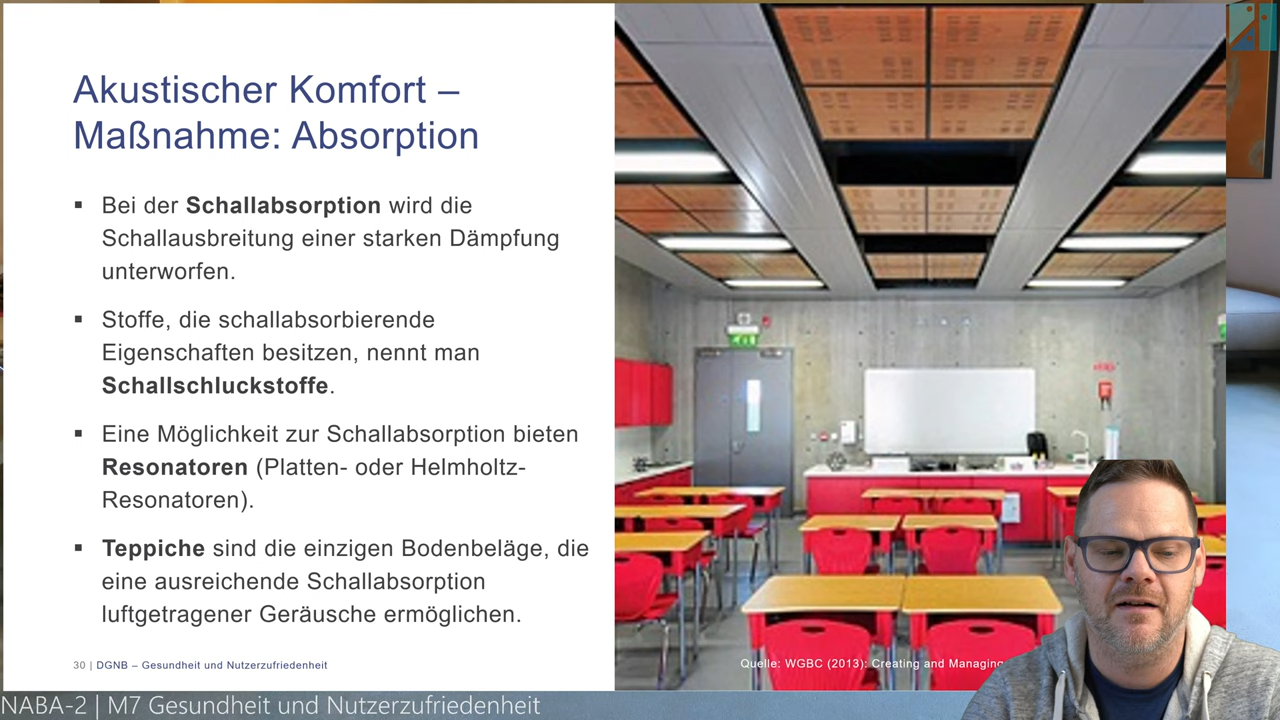 Akustischer Komfort –
Maßnahme: Absorption
▪ Bei der Schallabsorption wird die
Schallausbreitung einer starken Dämpfung
unterworfen.
▪ Stoffe, die schallabsorbierende
Eigenschaften besitzen, nennt man
Schallschluckstoffe.
▪ Eine Möglichkeit zur Schallabsorption bieten
Resonatoren (Platten- oder Helmholtz-
Resonatoren).
▪ Teppiche sind die einzigen Bodenbeläge, die
eine ausreichende Schallabsorption
luftgetragener Geräusche ermöglichen.
30 | DGNB – Gesundheit und Nutzerzufriedenheit
Quelle: WGBC (2013): Creating and Managing
NABA-2 | M7 Gesundheit und Nutzerzufriedenheit